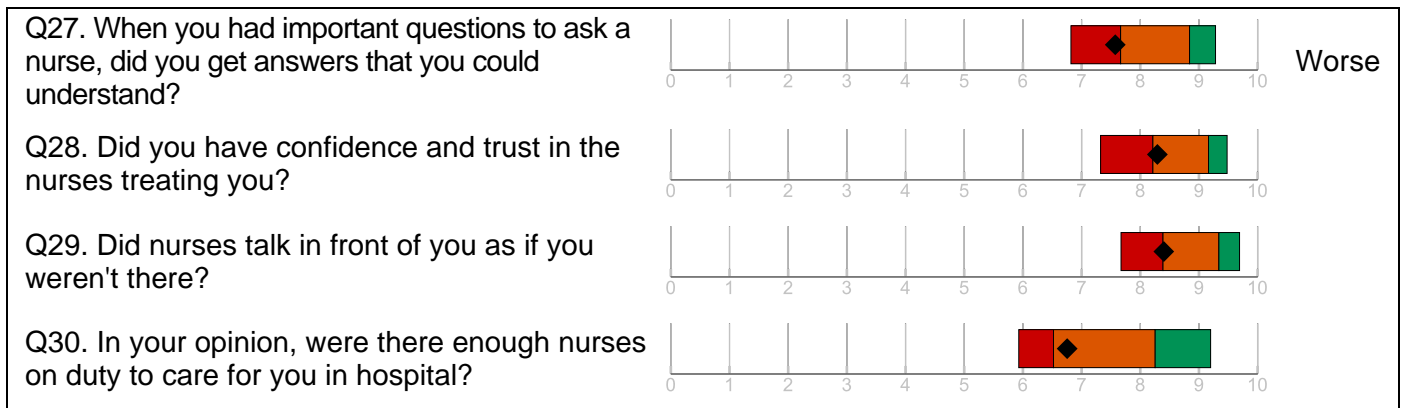 Q27. When you had important questions to ask a
nurse, did you get answers that you could
understand?
0 1 2 3 4 5 6 7 8 9 10
Worse
Q28. Did you have confidence and trust in the
nurses treating you?
0 1 2 3 4 5 6 7 8 9 10
Q29. Did nurses talk in front of you as if you
weren't there?
0 1 2 3 4 5 6 7 8 9 10
Q30. In your opinion, were there enough nurses
on duty to care for you in hospital?
0 1 2 3 4 5 6 7 8 9 10